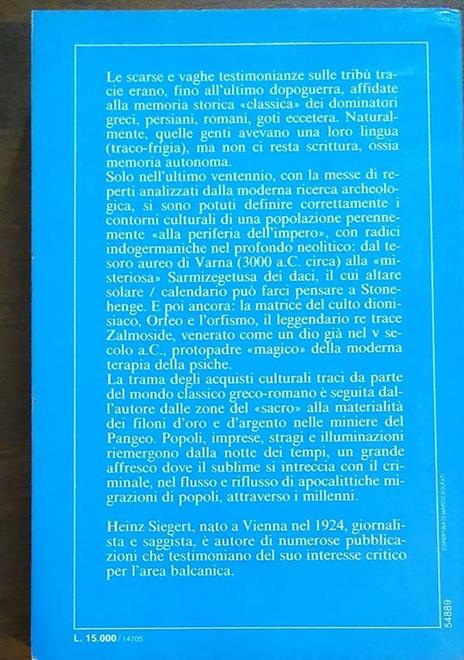 Le scarse e vaghe testimonianze sulle tribù tra-
cie erano, fino all'ultimo dopoguerra, affidate
alla memoria storica «classica» dei dominatori
greci, persiani, romani, goti eccetera. Natural-
mente, quelle genti avevano una loro lingua
(traco-frigia), ma non ci resta scrittura, ossia
memoria autonoma.
Solo nell'ultimo ventennio, con la messe di re-
perti analizzati dalla moderna ricerca archeolo-
gica, si sono potuti definire correttamente i
contorni culturali di una popolazione perenne-
mente «alla periferia dell'impero», con radici
indogermaniche nel profondo neolitico: dal te-
soro aureo di Varna (3000 a.C. circa) alla «mi-
steriosa» Sarmizegetusa dei daci, il cui altare
solare / calendario può farci pensare a Stone-
henge. E poi ancora: la matrice del culto dioni-
siaco, Orfeo e l'orfismo, il leggendario re trace
Zalmoside, venerato come un dio già nel v se-
colo a.C., protopadre «magico» della moderna
terapia della psiche.
La trama degli acquisti culturali traci da parte
del mondo classico greco-romano è seguita dal-
l'autore dalle zone del «sacro» alla materialità
dei filoni d'oro e d'argento nelle miniere del
Pangeo. Popoli, imprese, stragi e illuminazioni
riemergono dalla notte dei tempi, un grande
affresco dove il sublime si intreccia con il cri-
minale, nel flusso e riflusso di apocalittiche mi-
grazioni di popoli, attraverso i millenni.
Heinz Siegert, nato a Vienna nel 1924, giornali-
sta e saggista, è autore di numerose pubblica-
zioni che testimoniano del suo interesse critico
per l'area balcanica.
L. 15.000/14705
COPERTINA DI MARCO VOLPATI
54889